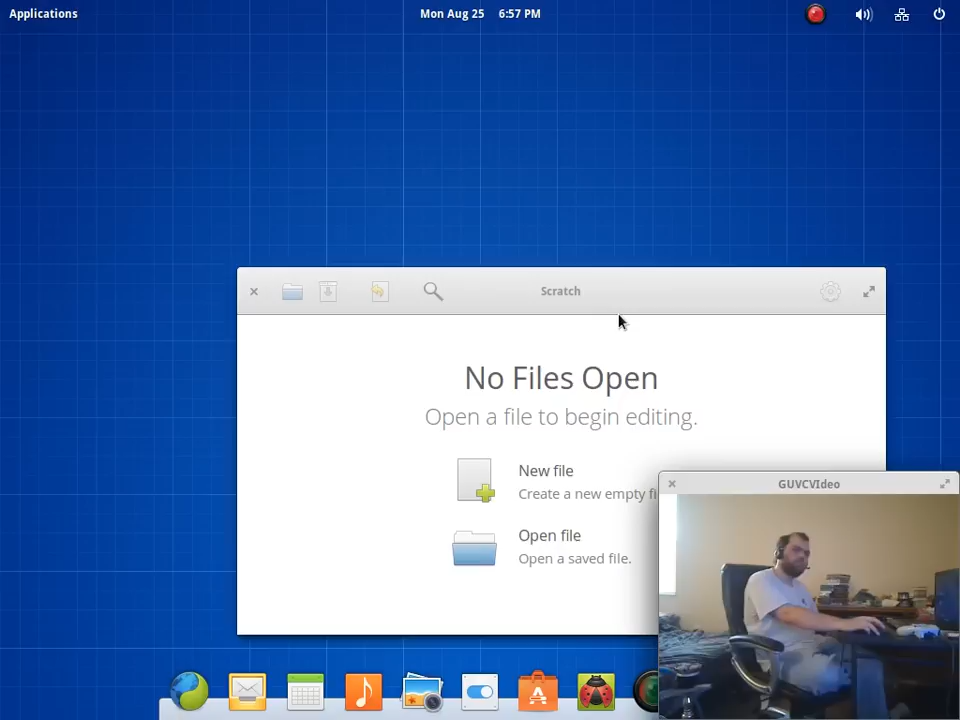 Applications
Mon Aug 25 6:57 PM
Scratch
No Files Open
Open a file to begin editing.
New file
Create a new empty fi
Open file
Open a saved file.
GUVCVIdeo